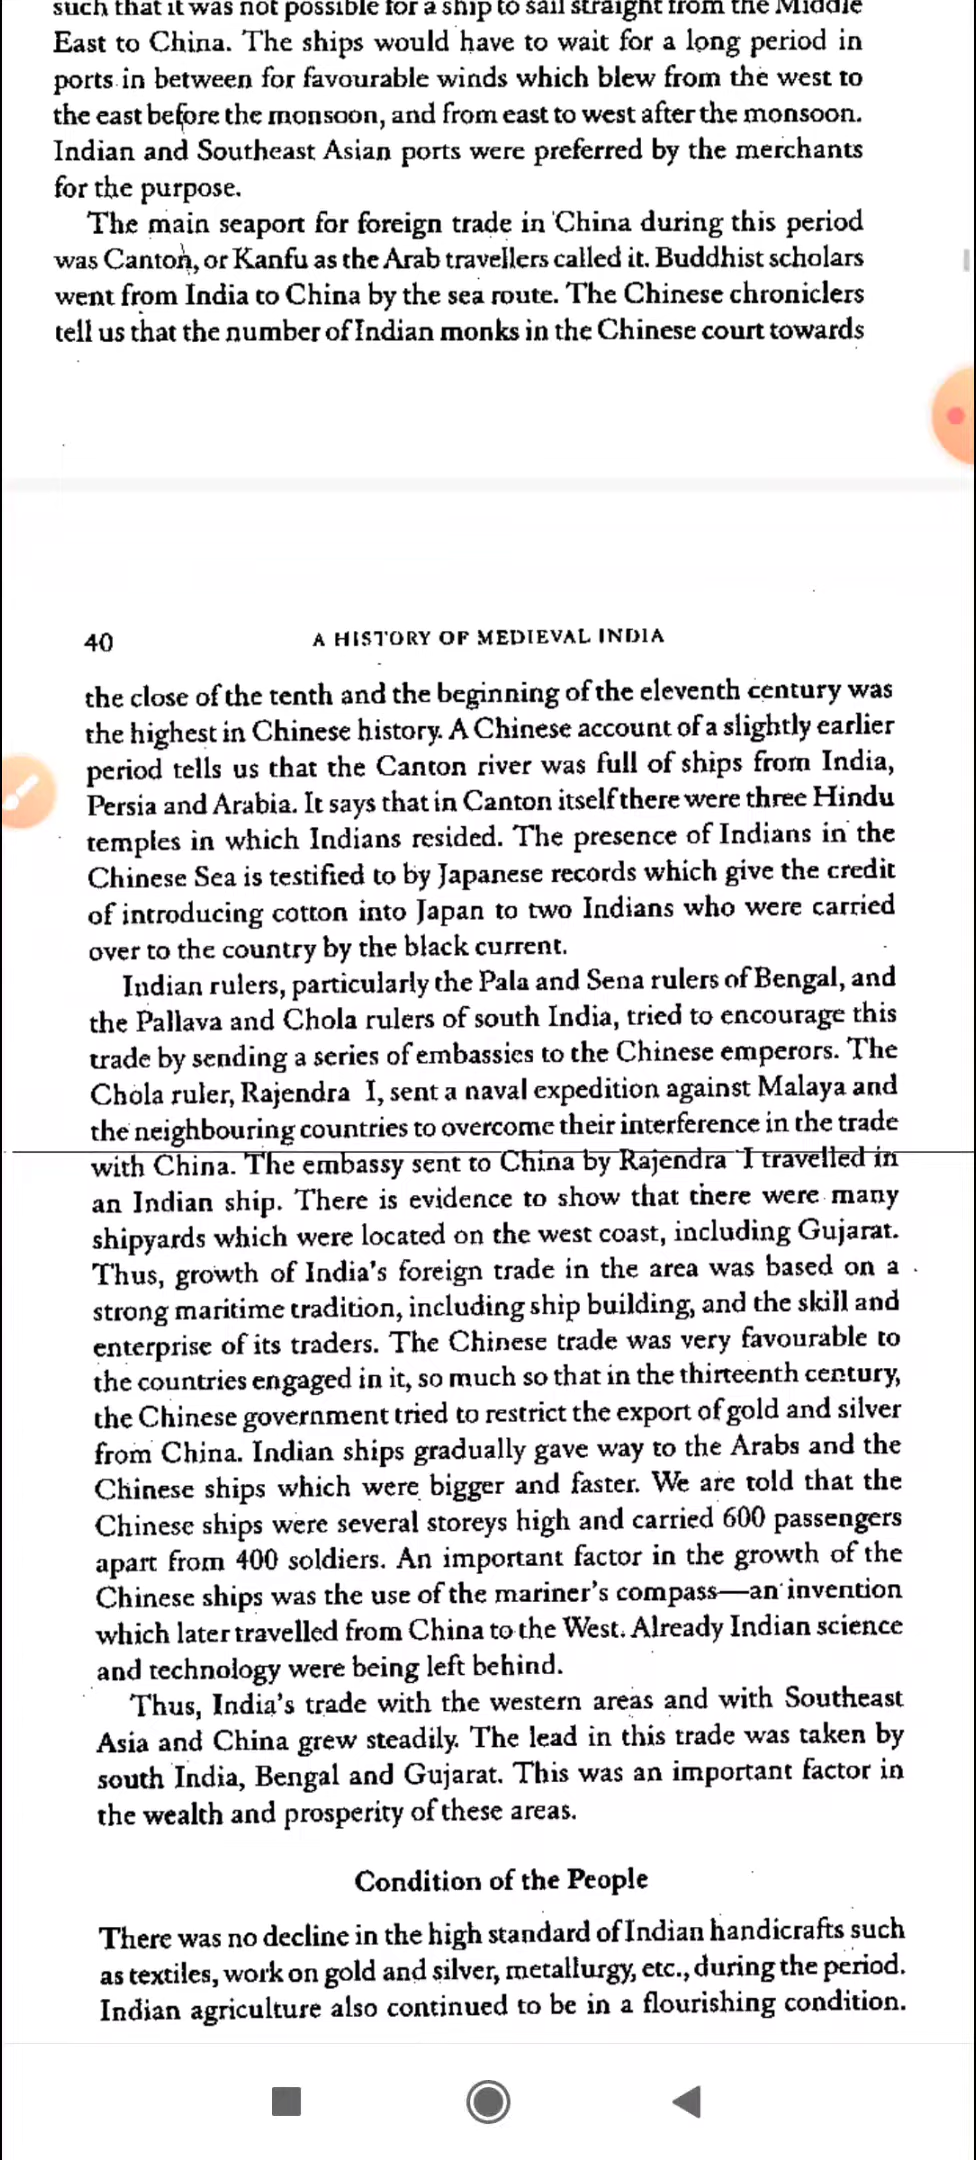 such that it was not possible for a ship to sail straight from the Middle
East to China. The ships would have to wait for a long period in
ports in between for favourable winds which blew from the west to
the east before the monsoon, and from east to west after the monsoon.
Indian and Southeast Asian ports were preferred by the merchants
for the purpose.
The main seaport for foreign trade in China during this period
was Canton, or Kanfu as the Arab travellers called it. Buddhist scholars
went from India to China by the sea route. The Chinese chroniclers
tell us that the number of Indian monks in the Chinese court towards
40 A HISTORY OF MEDIEVAL INDIA
the close of the tenth and the beginning of the eleventh century was
the highest in Chinese history. A Chinese account of a slightly earlier
period tells us that the Canton river was full of ships from India,
Persia and Arabia. It says that in Canton itself there were three Hindu
temples in which Indians resided. The presence of Indians in the
Chinese Sea is testified to by Japanese records which give the credit
of introducing cotton into Japan to two Indians who were carried
over to the country by the black current.
Indian rulers, particularly the Pala and Sena rulers of Bengal, and
the Pallava and Chola rulers of south India, tried to encourage this
trade by sending a series of embassies to the Chinese emperors. The
Chola ruler, Rajendra I, sent a naval expedition against Malaya and
the neighbouring countries to overcome their interference in the trade
with China. The embassy sent to China by Rajendra I travelled in
an Indian ship. There is evidence to show that there were many
shipyards which were located on the west coast, including Gujarat.
Thus, growth of India's foreign trade in the area was based on a
strong maritime tradition, including ship building, and the skill and
enterprise of its traders. The Chinese trade was very favourable to
the countries engaged in it, so much so that in the thirteenth century,
the Chinese government tried to restrict the export of gold and silver
from China. Indian ships gradually gave way to the Arabs and the
Chinese ships which were bigger and faster. We are told that the
Chinese ships were several storeys high and carried 600 passengers
apart from 400 soldiers. An important factor in the growth of the
Chinese ships was the use of the mariner's compass—an invention
which later travelled from China to the West. Already Indian science
and technology were being left behind.
Thus, India's trade with the western areas and with Southeast
Asia and China grew steadily. The lead in this trade was taken by
south India, Bengal and Gujarat. This was an important factor in
the wealth and prosperity of these areas.
Condition of the People
There was no decline in the high standard of Indian handicrafts such
as textiles, work on gold and silver, metallurgy, etc., during the period.
Indian agriculture also continued to be in a flourishing condition.